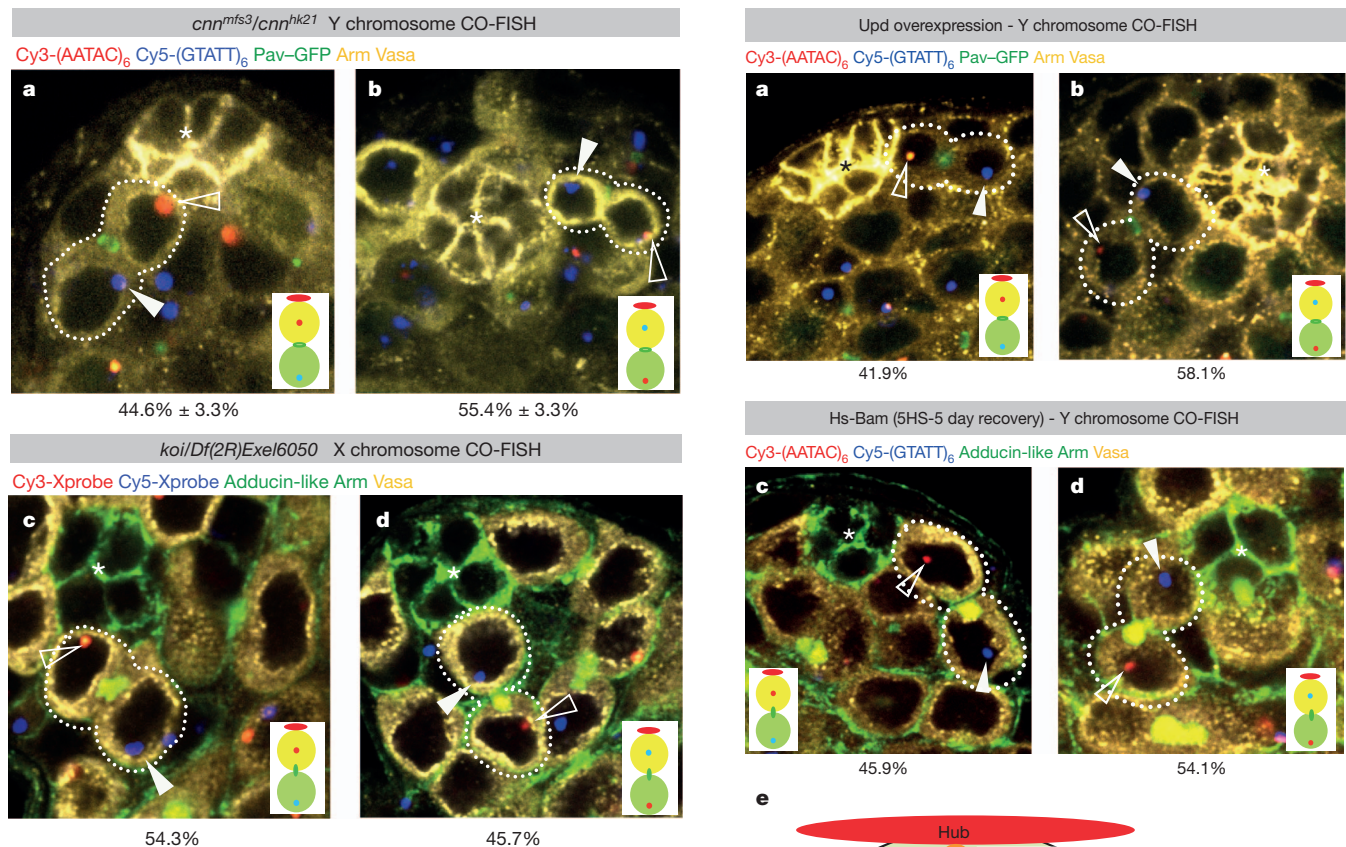 cnn^mfs3/cnn^hk21 Y chromosome CO-FISH
Cy3-(AATAC)6 Cy5-(GTATT)6 Pav–GFP Arm Vasa
a
*
b
*
44.6% ± 3.3%
55.4% ± 3.3%
koi/Df(2R)Exel6050 X chromosome CO-FISH
Cy3-Xprobe Cy5-Xprobe Adducin-like Arm Vasa
c
*
d
*
54.3%
45.7%
Upd overexpression - Y chromosome CO-FISH
Cy3-(AATAC)6 Cy5-(GTATT)6 Pav–GFP Arm Vasa
a
*
b
*
41.9%
58.1%
Hs-Bam (5HS-5 day recovery) - Y chromosome CO-FISH
Cy3-(AATAC)6 Cy5-(GTATT)6 Adducin-like Arm Vasa
c
*
d
*
45.9%
54.1%
e
Hub